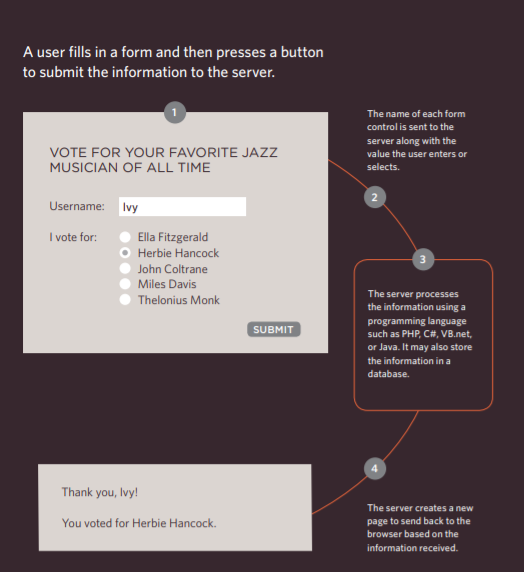 A user fills in a form and then presses a button
to submit the information to the server.
1
VOTE FOR YOUR FAVORITE JAZZ
MUSICIAN OF ALL TIME
Username: Ivy
I vote for: Ella Fitzgerald
Herbie Hancock
John Coltrane
Miles Davis
Thelonius Monk
SUBMIT
The name of each form
control is sent to the
server along with the
value the user enters or
selects.
2
3
The server processes
the information using a
programming language
such as PHP, C#, VB.net,
or Java. It may also store
the information in a
database.
4
The server creates a new
page to send back to the
browser based on the
information received.
Thank you, Ivy!
You voted for Herbie Hancock.